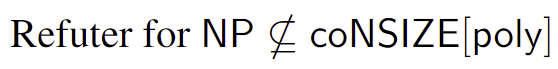 Refuter for NP ⊈ coNSIZE[poly]